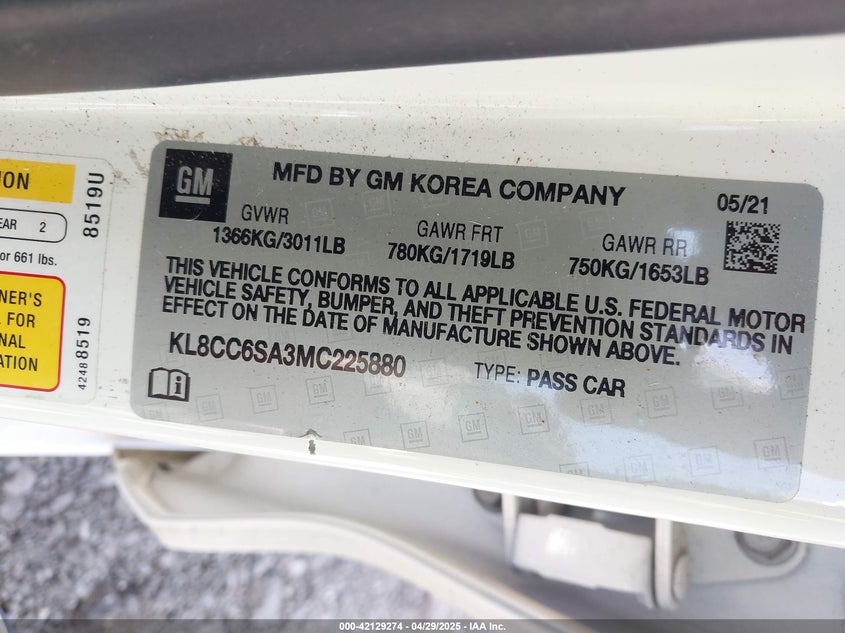 ION
EAR 2
or 661 lbs.
8519U
NER'S
L FOR
ONAL
ATION
42488519
GM
MFD BY GM KOREA COMPANY
05/21
GVWR
1366KG/3011LB
GAWR FRT
780KG/1719LB
GAWR RR
750KG/1653LB
THIS VEHICLE CONFORMS TO ALL APPLICABLE U.S. FEDERAL MOTOR
VEHICLE SAFETY, BUMPER, AND THEFT PREVENTION STANDARDS IN
EFFECT ON THE DATE OF MANUFACTURE SHOWN ABOVE.
KL8CC6SA3MC225880
TYPE: PASS CAR
000-42129274 - 04/29/2025 - © IAA Inc.